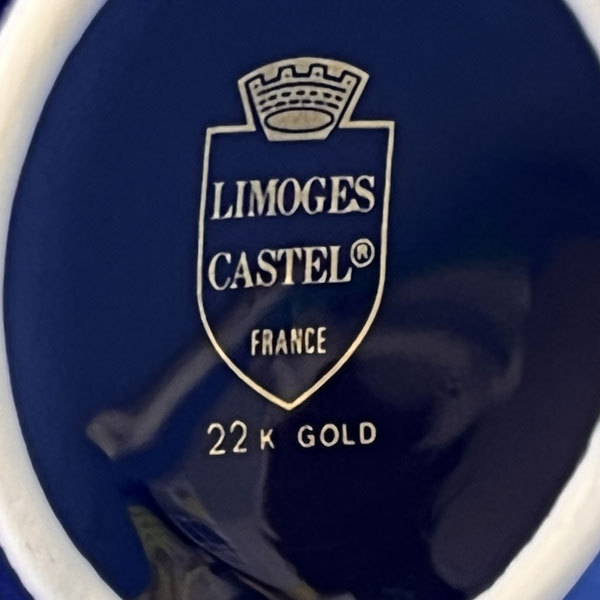 LIMOGES
CASTEL®
FRANCE
22 K GOLD